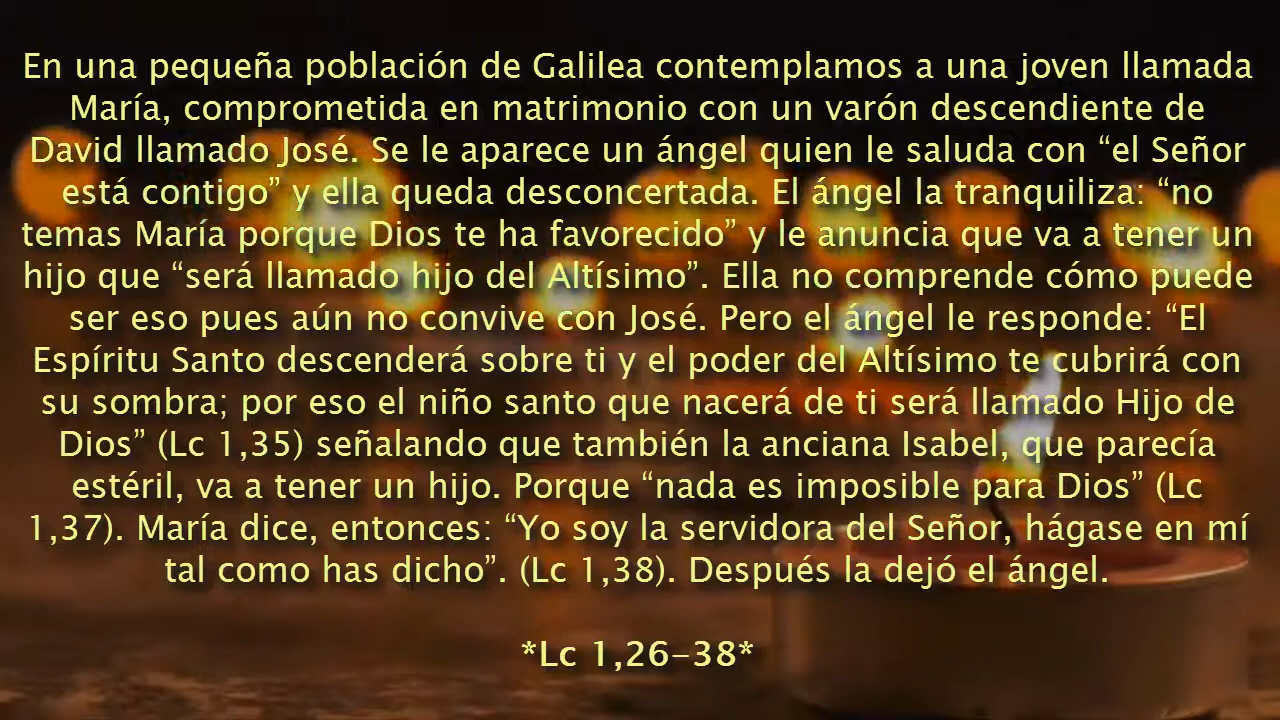 En una pequeña población de Galilea contemplamos a una joven llamada
María, comprometida en matrimonio con un varón descendiente de
David llamado José. Se le aparece un ángel quien le saluda con “el Señor
está contigo” y ella queda desconcertada. El ángel la tranquiliza: “no
temas María porque Dios te ha favorecido” y le anuncia que va a tener un
hijo que “será llamado hijo del Altísimo”. Ella no comprende cómo puede
ser eso pues aún no convive con José. Pero el ángel le responde: “El
Espíritu Santo descenderá sobre ti y el poder del Altísimo te cubrirá con
su sombra; por eso el niño santo que nacerá de ti será llamado Hijo de
Dios” (Lc 1,35) señalando que también la anciana Isabel, que parecía
estéril, va a tener un hijo. Porque “nada es imposible para Dios” (Lc
1,37). María dice, entonces: “Yo soy la servidora del Señor, hágase en mí
tal como has dicho”. (Lc 1,38). Después la dejó el ángel.
*Lc 1,26-38*